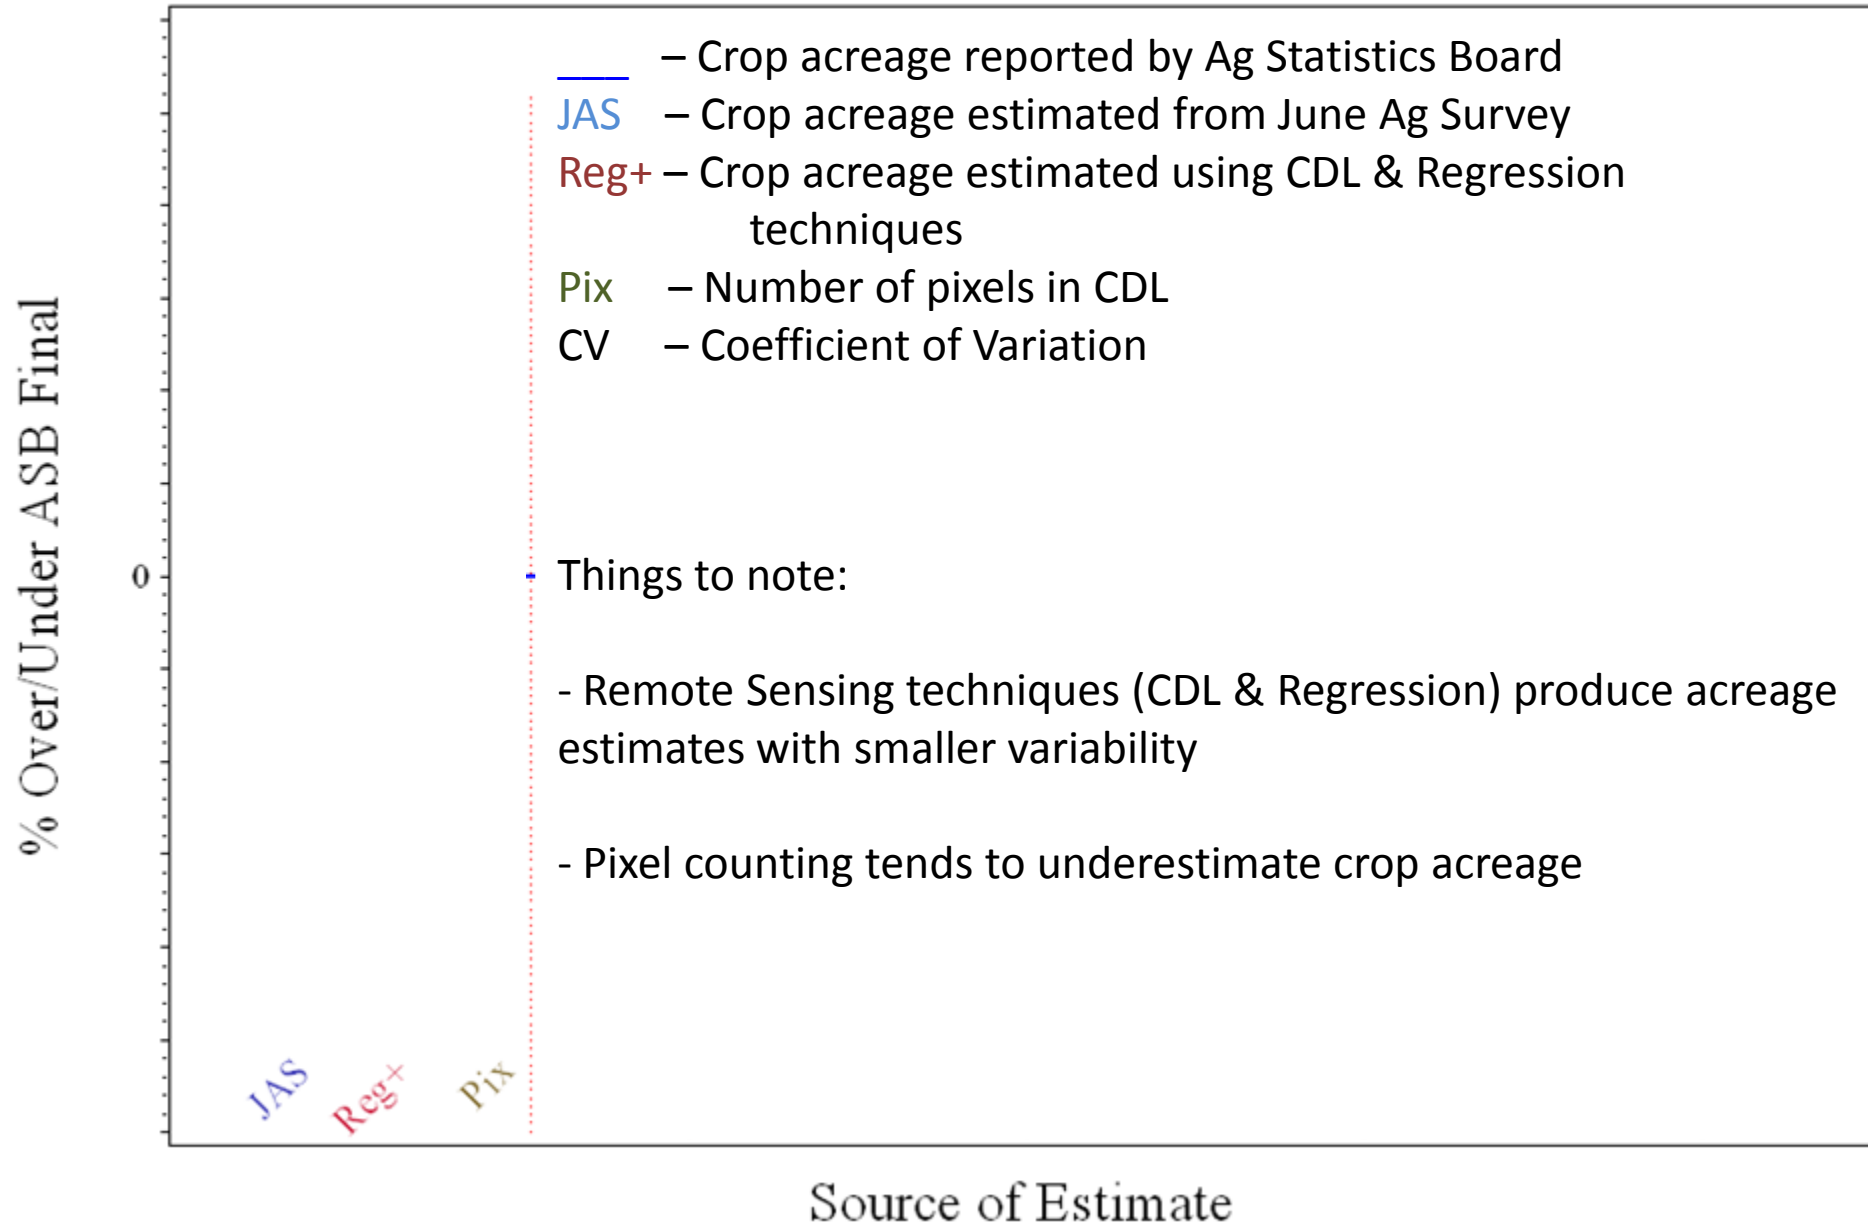 ___ – Crop acreage reported by Ag Statistics Board
JAS – Crop acreage estimated from June Ag Survey
Reg+ – Crop acreage estimated using CDL & Regression
techniques
Pix – Number of pixels in CDL
CV – Coefficient of Variation
% Over/Under ASB Final
0
Things to note:
- Remote Sensing techniques (CDL & Regression) produce acreage
estimates with smaller variability
- Pixel counting tends to underestimate crop acreage
JAS
Reg+
Pix
Source of Estimate